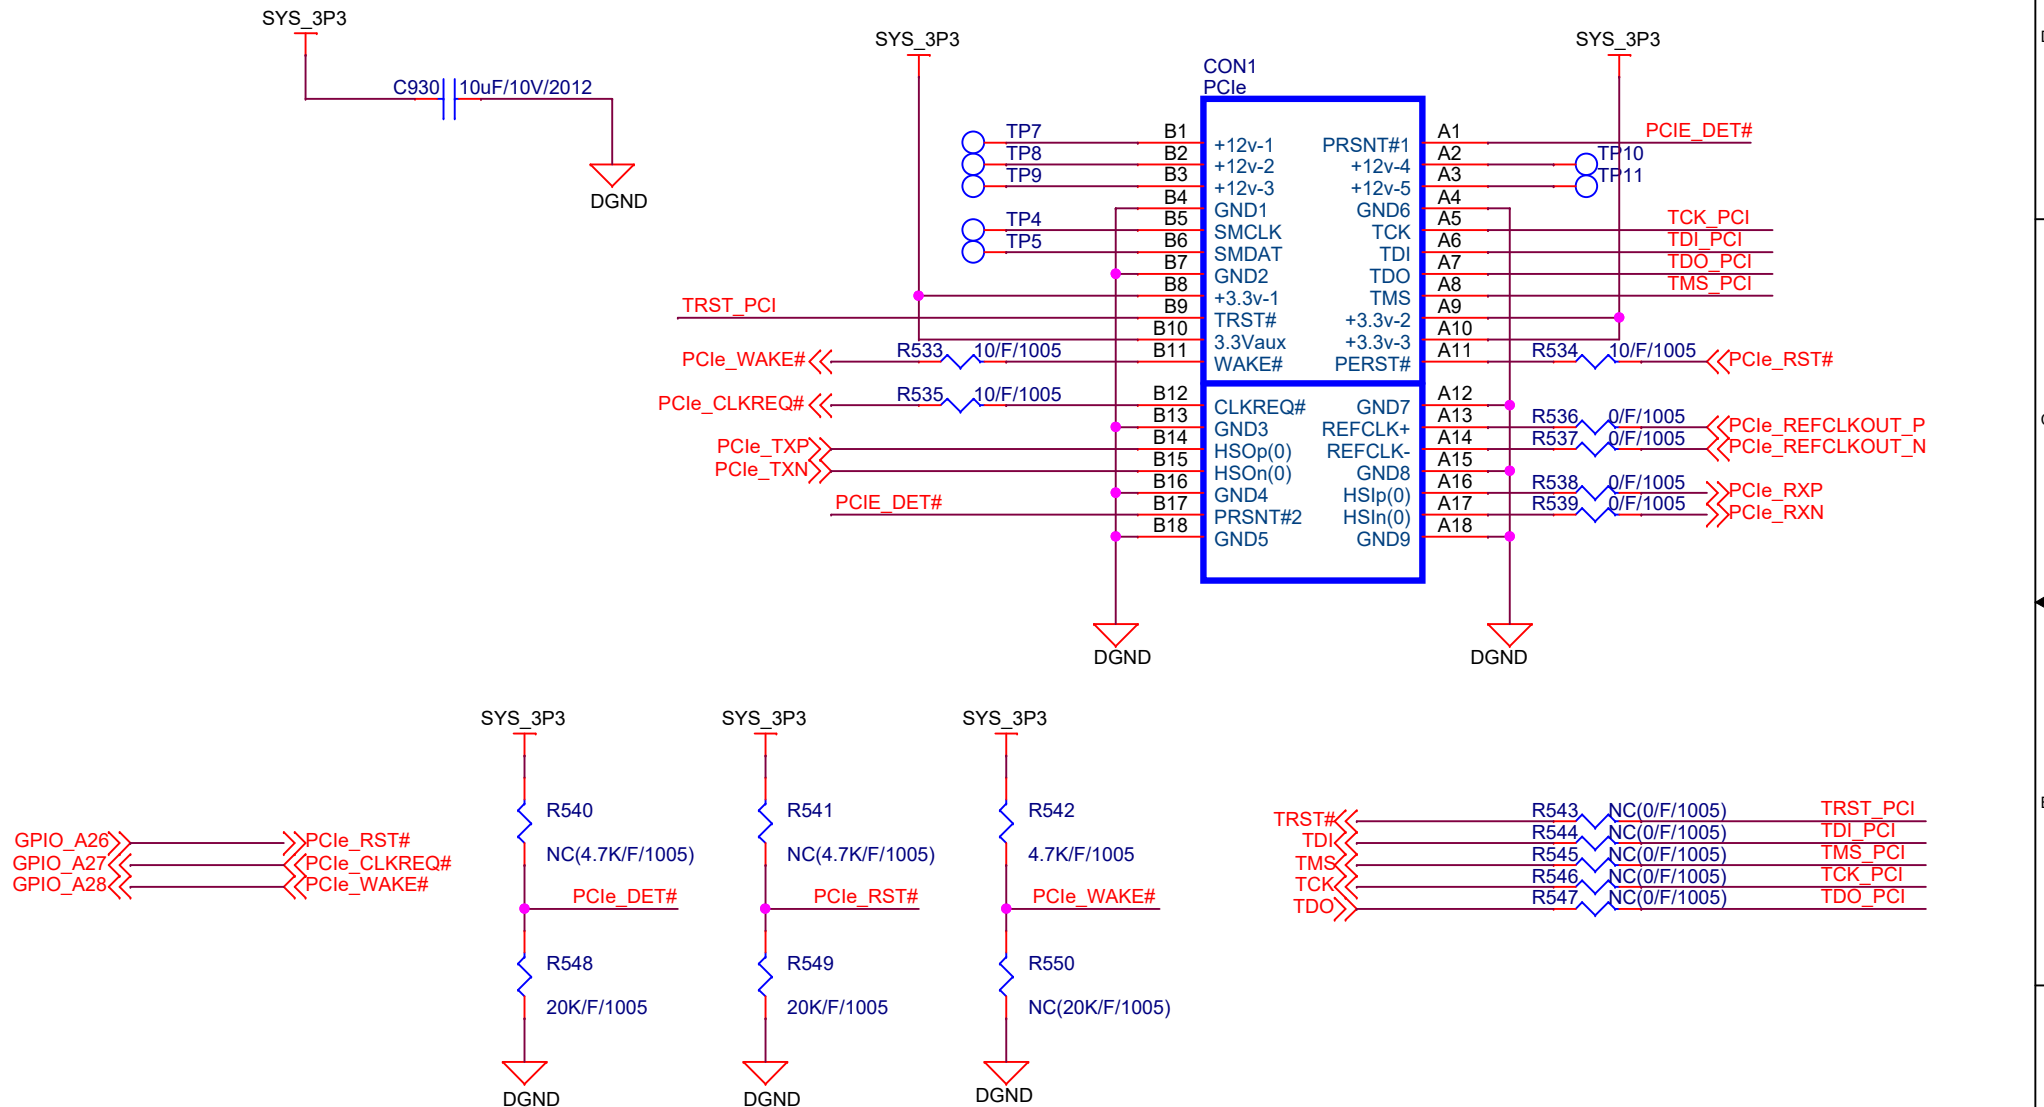 SYS_3P3
C930 10uF/10V/2012
DGND
SYS_3P3
SYS_3P3
CON1
PCIe
TP7 B1 +12v-1 PRSNT#1 A1 PCIE_DET#
TP8 B2 +12v-2 +12v-4 A2 TP10
TP9 B3 +12v-3 +12v-5 A3 TP11
B4 GND1 GND6 A4
TP4 B5 SMCLK TCK A5 TCK_PCI
TP5 B6 SMDAT TDI A6 TDI_PCI
B7 GND2 TDO A7 TDO_PCI
B8 +3.3v-1 TMS A8 TMS_PCI
TRST_PCI B9 TRST# +3.3v-2 A9
B10 3.3Vaux +3.3v-3 A10
PCIe_WAKE# R533 10/F/1005 B11 WAKE# PERST# A11 R534 10/F/1005 PCIe_RST#
PCIe_CLKREQ# R535 10/F/1005 B12 CLKREQ# GND7 A12
B13 GND3 REFCLK+ A13 R536 0/F/1005 PCIe_REFCLKOUT_P
PCIe_TXP B14 HSOp(0) REFCLK- A14 R537 0/F/1005 PCIe_REFCLKOUT_N
PCIe_TXN B15 HSOn(0) GND8 A15
B16 GND4 HSIp(0) A16 R538 0/F/1005 PCIe_RXP
PCIE_DET# B17 PRSNT#2 HSIn(0) A17 R539 0/F/1005 PCIe_RXN
B18 GND5 GND9 A18
DGND
DGND
SYS_3P3
SYS_3P3
SYS_3P3
GPIO_A26 PCIe_RST#
GPIO_A27 PCIe_CLKREQ#
GPIO_A28 PCIe_WAKE#
R540
NC(4.7K/F/1005)
PCIe_DET#
R548
20K/F/1005
DGND
R541
NC(4.7K/F/1005)
PCIe_RST#
R549
20K/F/1005
DGND
R542
4.7K/F/1005
PCIe_WAKE#
R550
NC(20K/F/1005)
DGND
TRST# R543 NC(0/F/1005) TRST_PCI
TDI R544 NC(0/F/1005) TDI_PCI
TMS R545 NC(0/F/1005) TMS_PCI
TCK R546 NC(0/F/1005) TCK_PCI
TDO R547 NC(0/F/1005) TDO_PCI